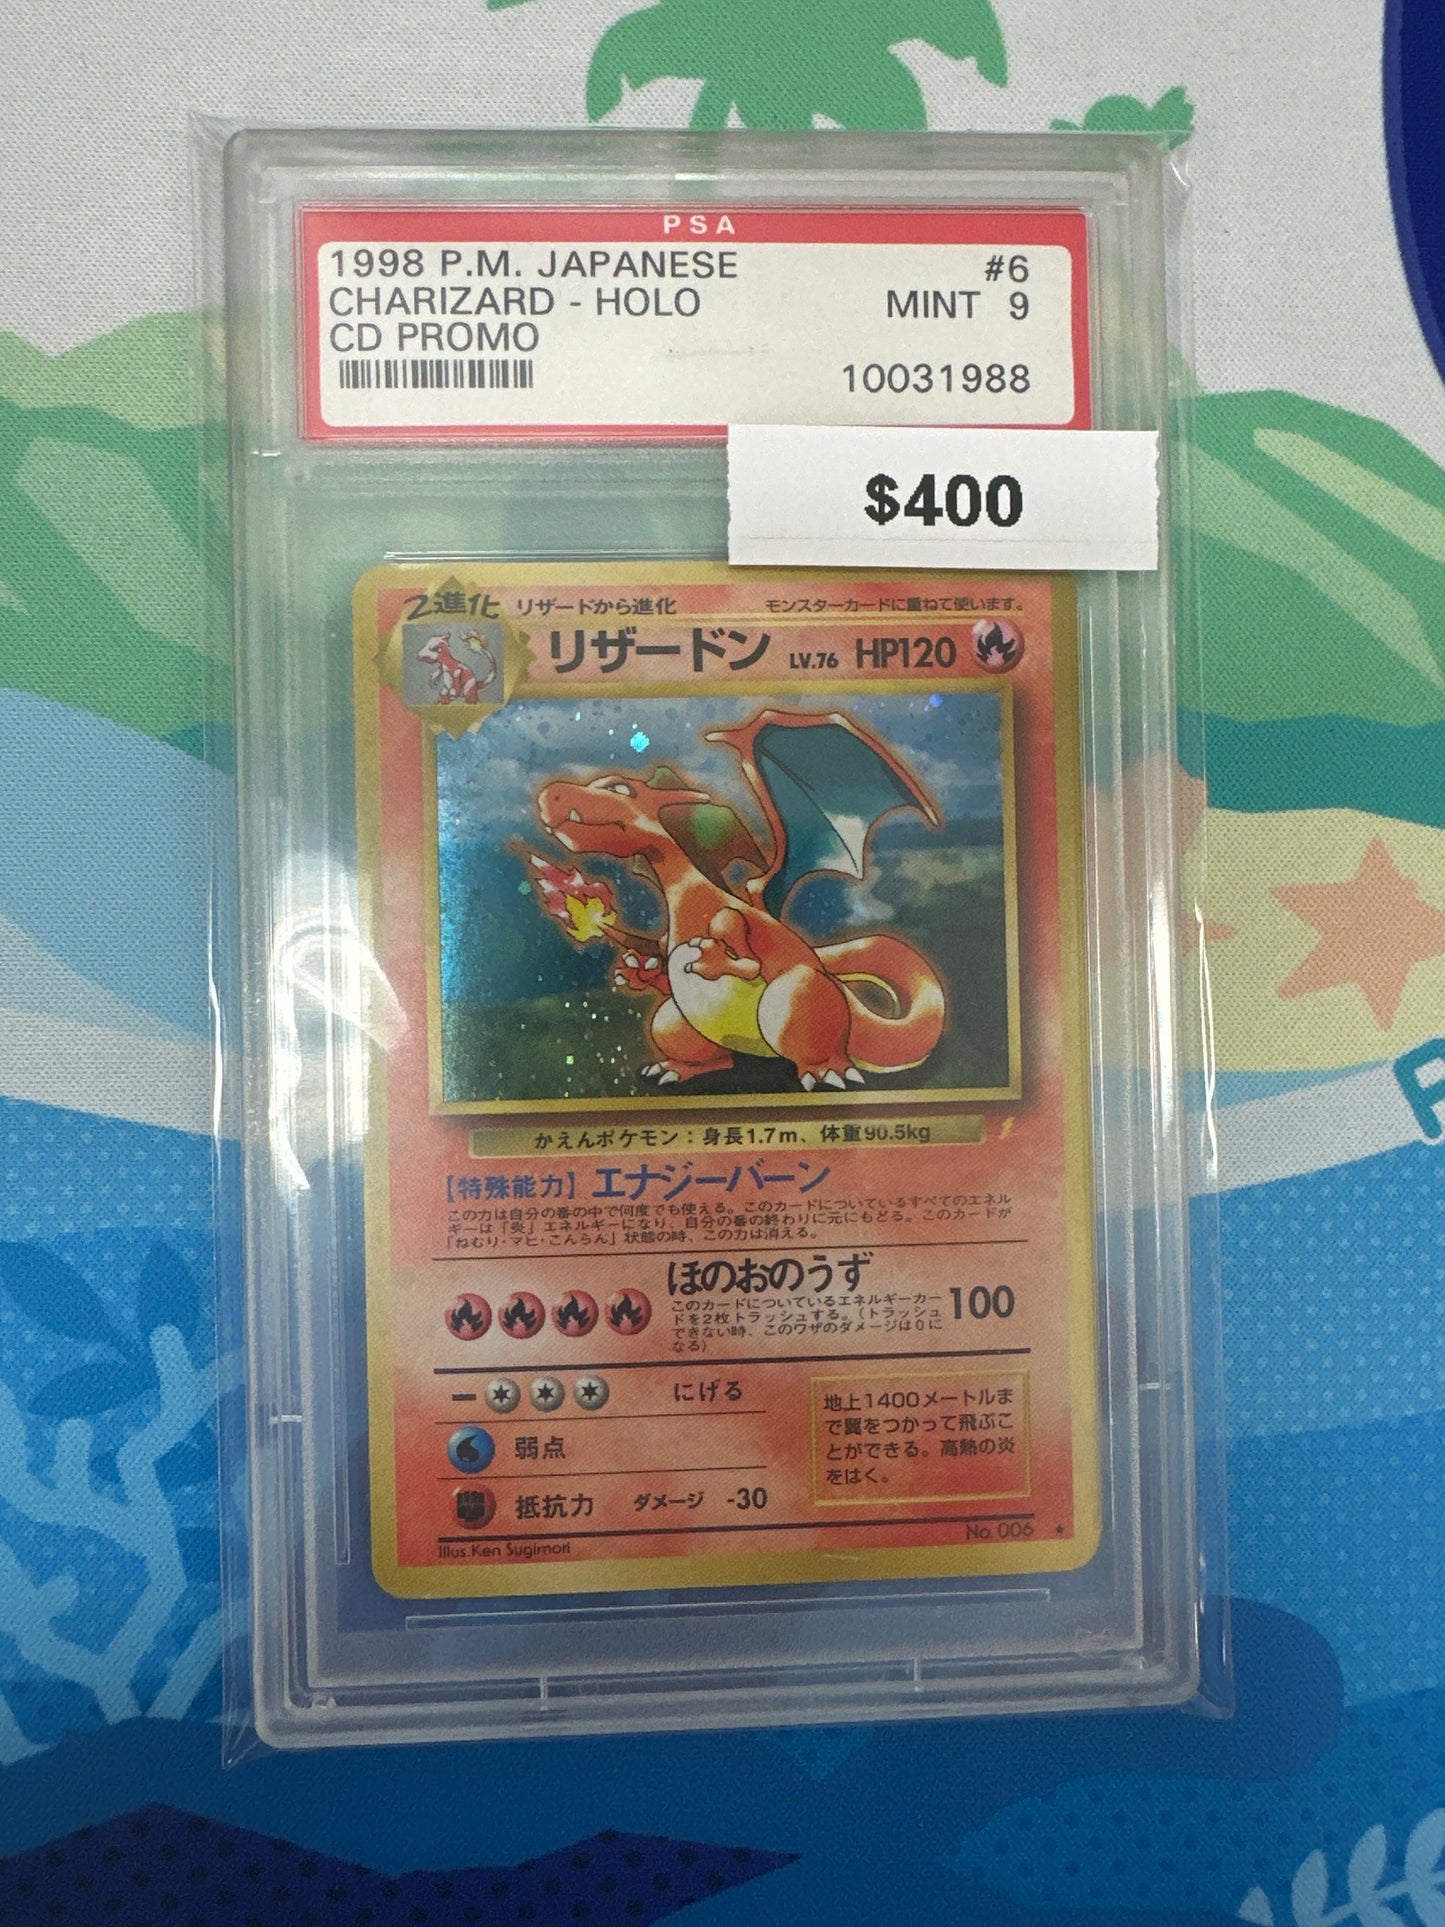 PSA
1998 P.M. JAPANESE #6
CHARIZARD - HOLO MINT 9
CD PROMO
10031988
$400
2進化 リザードから進化 モンスターカードに重ねて使います。
リザードン LV.76 HP120
かえんポケモン：身長1.7m、体重90.5kg
【特殊能力】エナジーバーン
この力は自分の番の中で何度でも使える。このカードについているすべてのエネル
ギーは「炎」エネルギーになり、自分の番の終わりに元にもどる。このカードが
「ねむり・マヒ・こんらん」状態の時、この力は消える。
ほのおのうず
このカードについているエネルギーカー
ドを2枚トラッシュする。（トラッシュ
できない時、このワザのダメージは0に
なる）
100
にげる
弱点
抵抗力 ダメージ -30
地上1400メートルま
で翼をつかって飛ぶこ
とができる。高熱の炎
をはく。
Illus.Ken Sugimori
No.006 ★
P